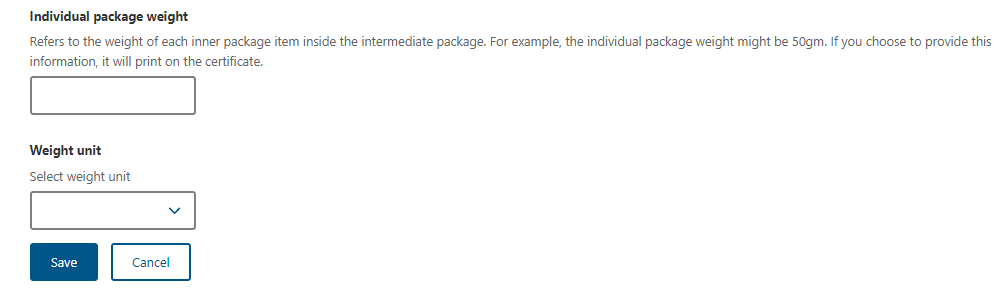 Individual package weight
Refers to the weight of each inner package item inside the intermediate package. For example, the individual package weight might be 50gm. If you choose to provide this
information, it will print on the certificate.
Weight unit
Select weight unit
Save Cancel